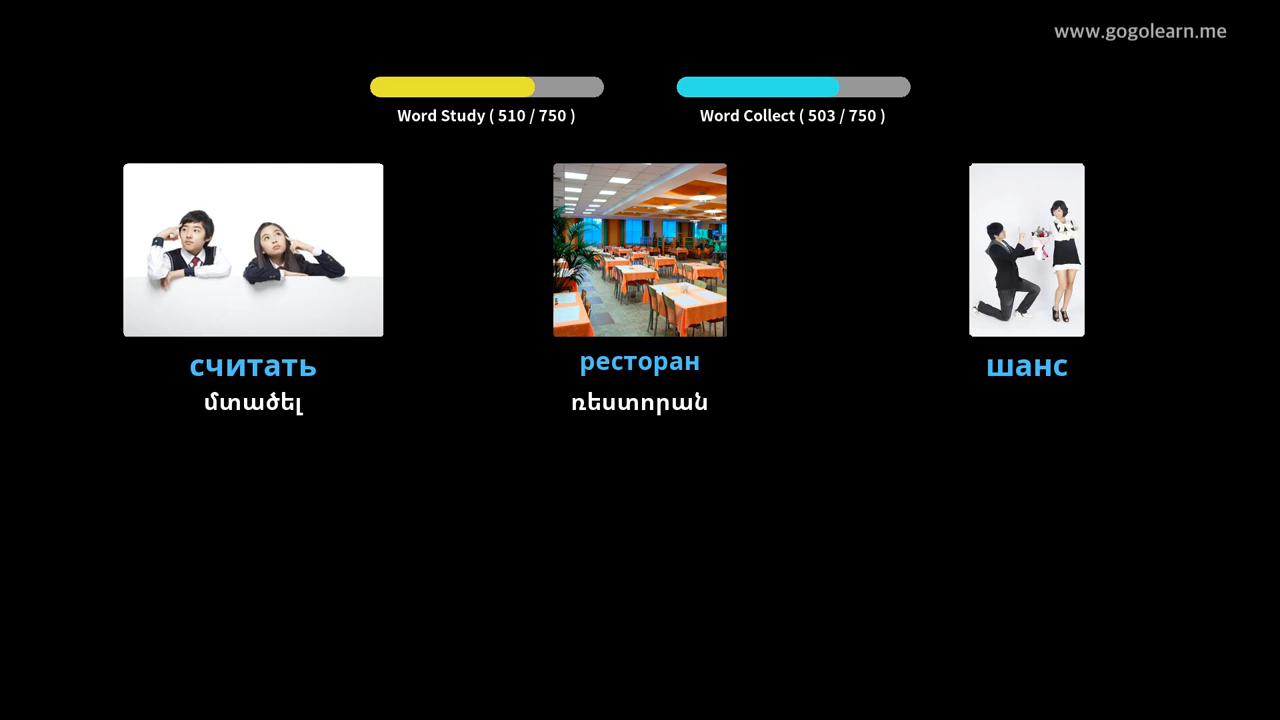 www.gogolearn.me
Word Study ( 510 / 750 )
Word Collect ( 503 / 750 )
считать
մտածել
ресторан
ռեստորան
шанс